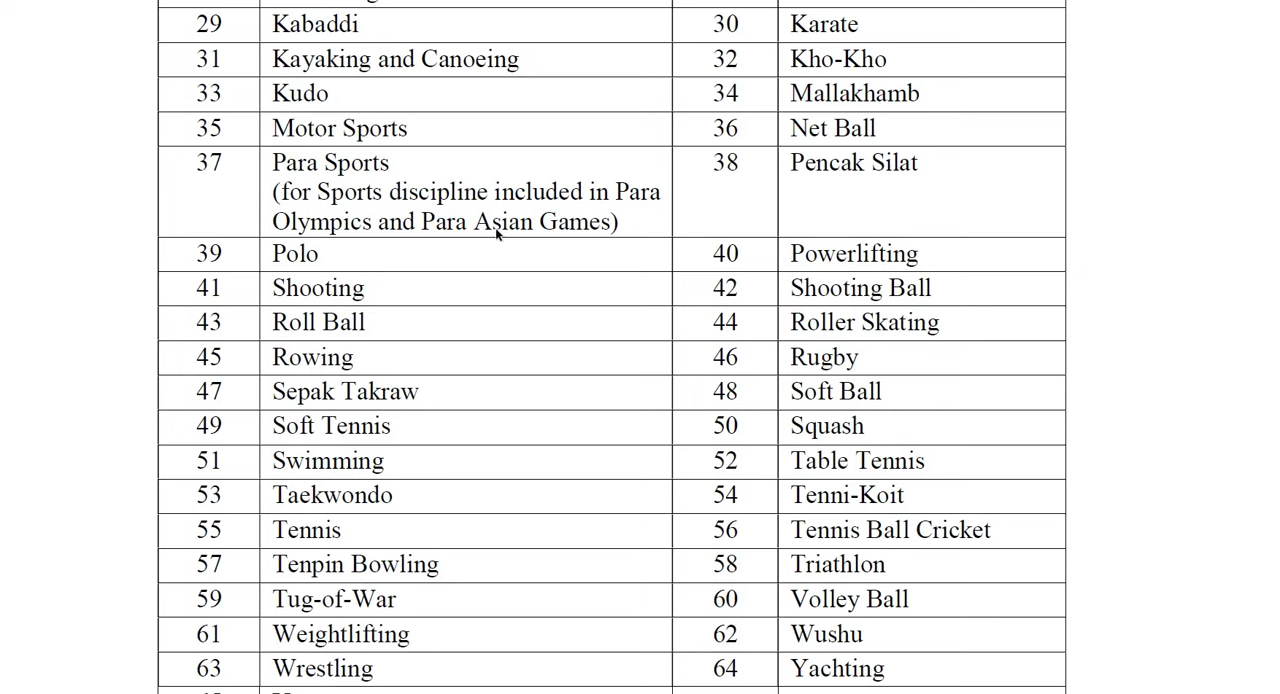 29 Kabaddi 30 Karate
31 Kayaking and Canoeing 32 Kho-Kho
33 Kudo 34 Mallakhamb
35 Motor Sports 36 Net Ball
37 Para Sports 38 Pencak Silat
(for Sports discipline included in Para
Olympics and Para Asian Games)
39 Polo 40 Powerlifting
41 Shooting 42 Shooting Ball
43 Roll Ball 44 Roller Skating
45 Rowing 46 Rugby
47 Sepak Takraw 48 Soft Ball
49 Soft Tennis 50 Squash
51 Swimming 52 Table Tennis
53 Taekwondo 54 Tenni-Koit
55 Tennis 56 Tennis Ball Cricket
57 Tenpin Bowling 58 Triathlon
59 Tug-of-War 60 Volley Ball
61 Weightlifting 62 Wushu
63 Wrestling 64 Yachting